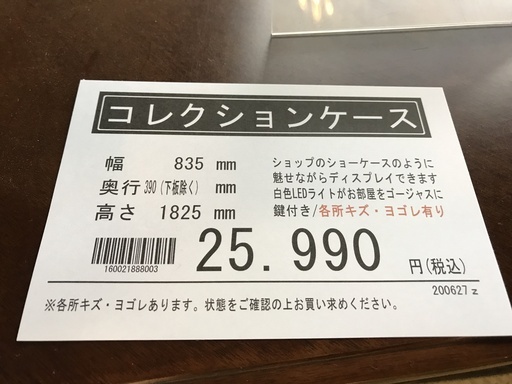 コレクションケース
幅 835 mm
奥行 390(下板除く) mm
高さ 1825 mm
ショップのショーケースのように
魅せながらディスプレイできます
白色LEDライトがお部屋をゴージャスに
鍵付き/各所キズ・ヨゴレ有り
160021888003
25.990 円(税込)
200627z
※各所キズ・ヨゴレあります。状態をご確認の上お買い求めください。